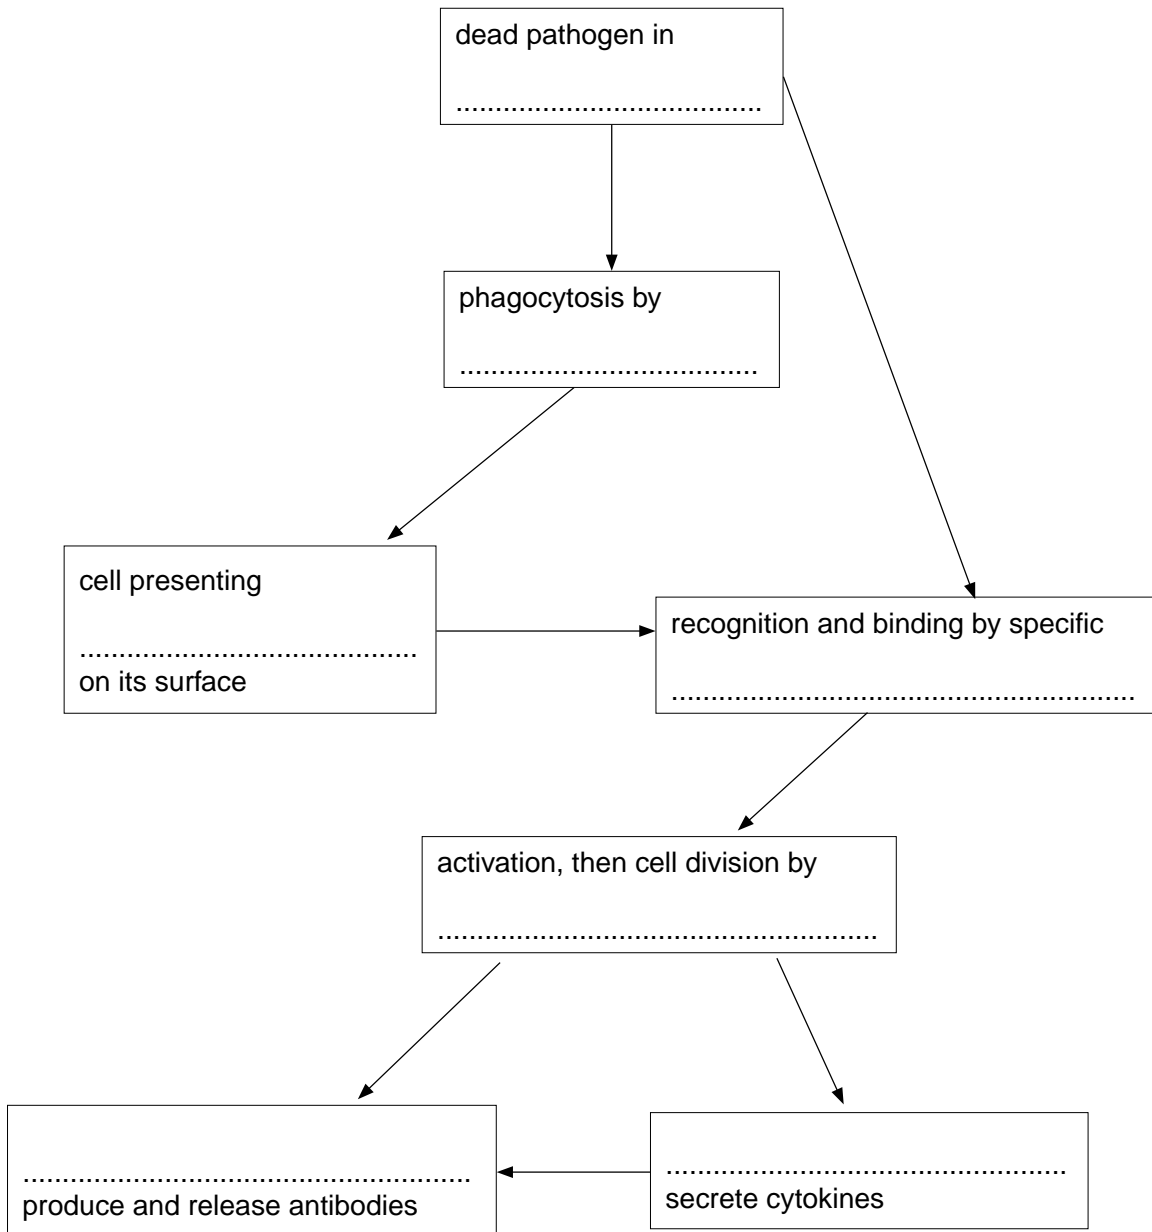 dead pathogen in
.......................................
phagocytosis by
......................................
cell presenting
...........................................
on its surface
recognition and binding by specific
...........................................................
activation, then cell division by
........................................................
.........................................................
produce and release antibodies
...................................................
secrete cytokines